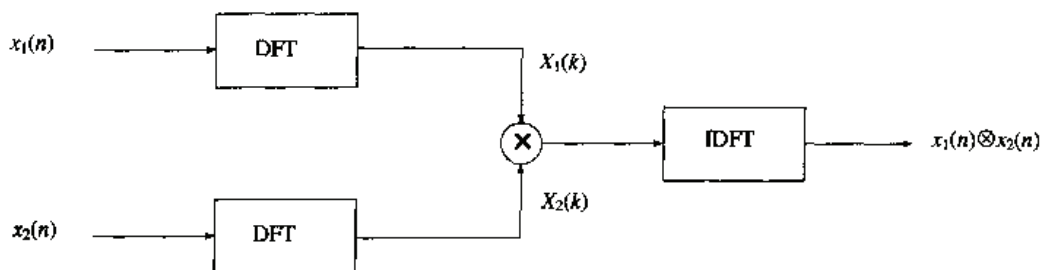 x₁(n)
DFT
X₁(k)
×
IDFT
x₁(n)⊗x₂(n)
X₂(k)
x₂(n)
DFT